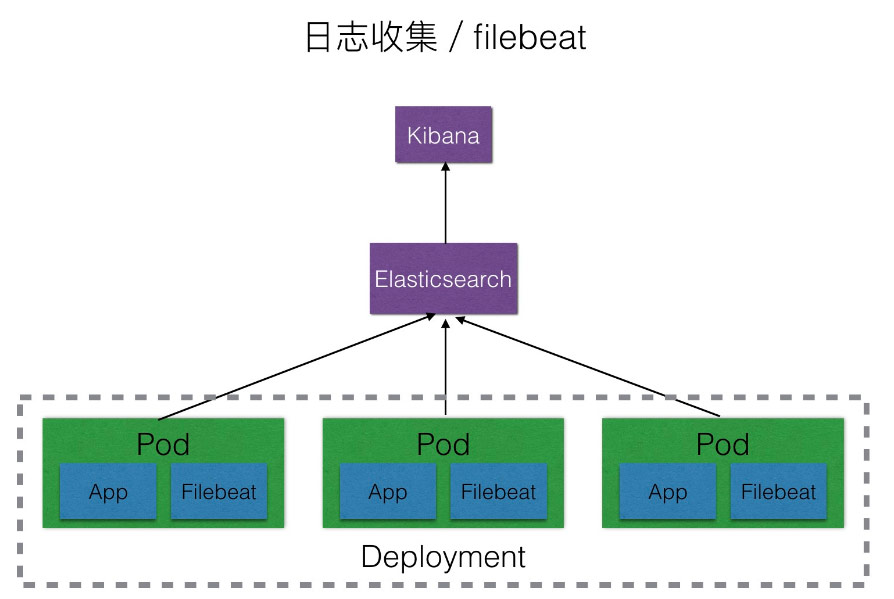 日志收集 / filebeat
Kibana
Elasticsearch
Pod
App
Filebeat
Pod
App
Filebeat
Pod
App
Filebeat
Deployment